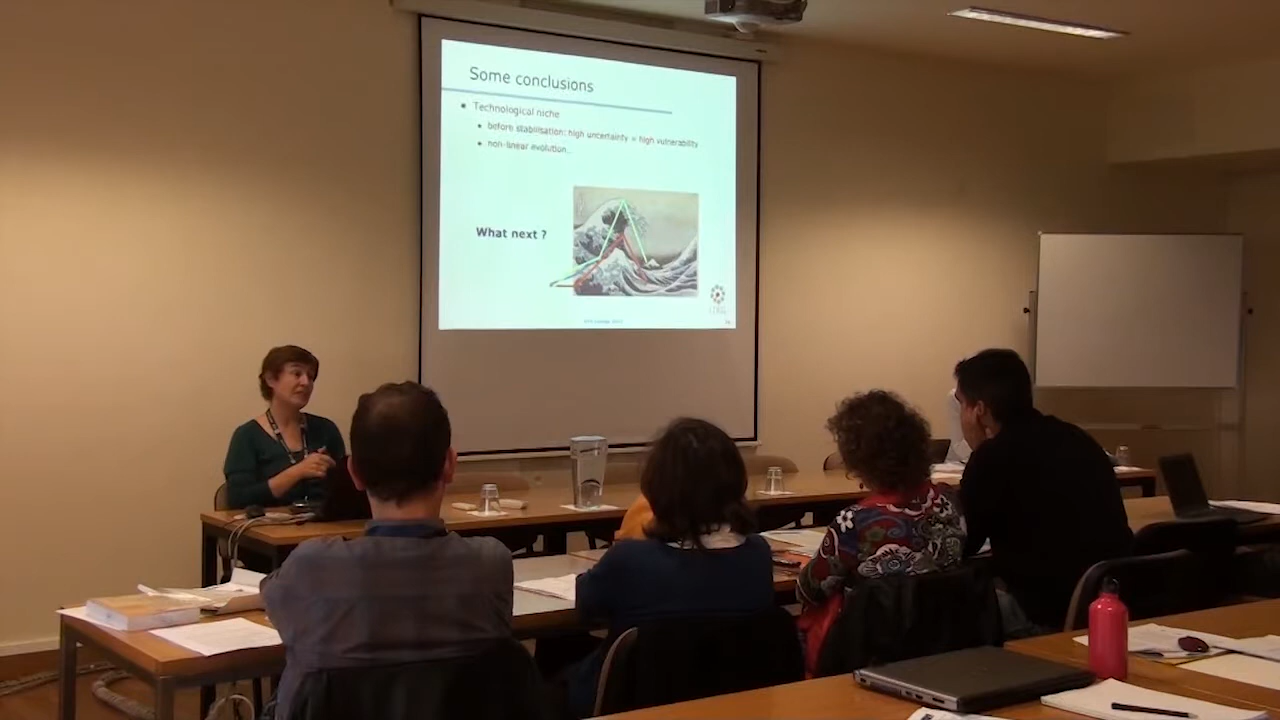 Some conclusions
• Technological niche
• before stabilisation: high uncertainty = high vulnerability
• non-linear evolution...
What next ?